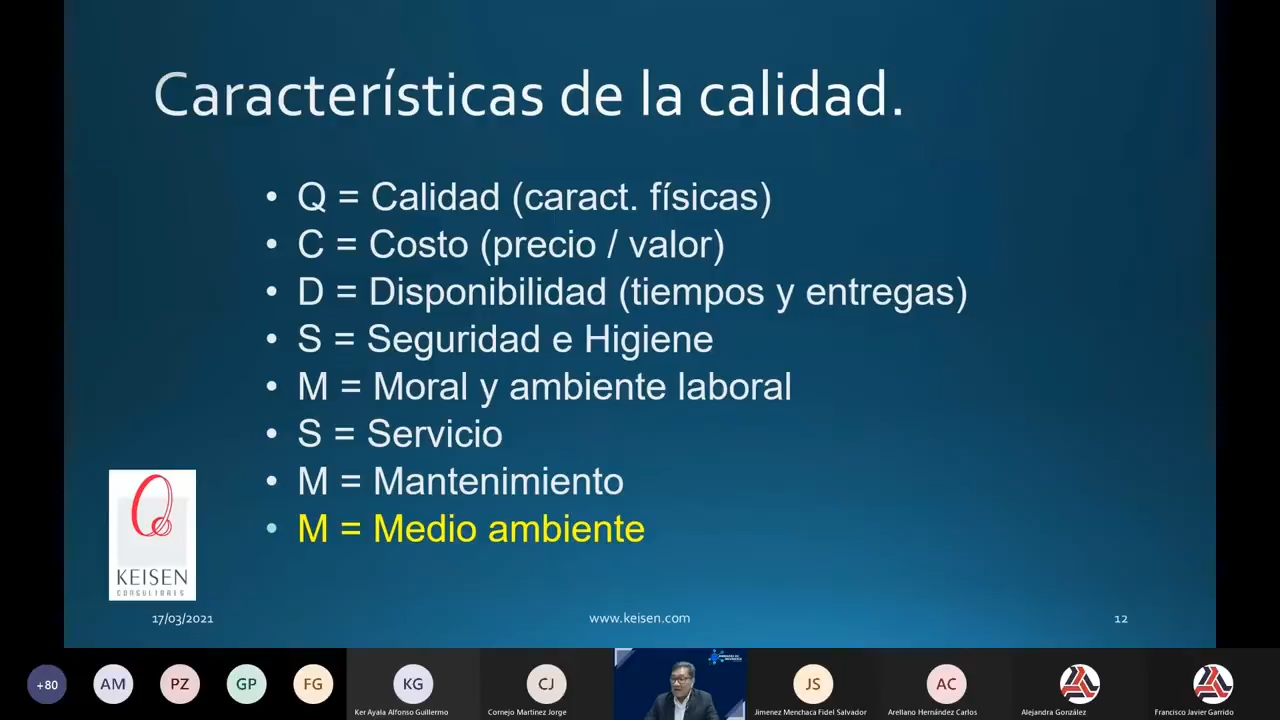 Características de la calidad.
• Q = Calidad (caract. físicas)
• C = Costo (precio / valor)
• D = Disponibilidad (tiempos y entregas)
• S = Seguridad e Higiene
• M = Moral y ambiente laboral
• S = Servicio
• M = Mantenimiento
• M = Medio ambiente
KEISEN
CONSULTORES
17/03/2021
www.keisen.com
12
+80
AM
PZ
GP
FG
KG
Ker Ayala Alfonso Guillermo
CJ
Cornejo Martinez Jorge
JS
Jimenez Menchaca Fidel Salvador
AC
Arellano Hernández Carlos
Alejandra González
Francisco Javier Garrido